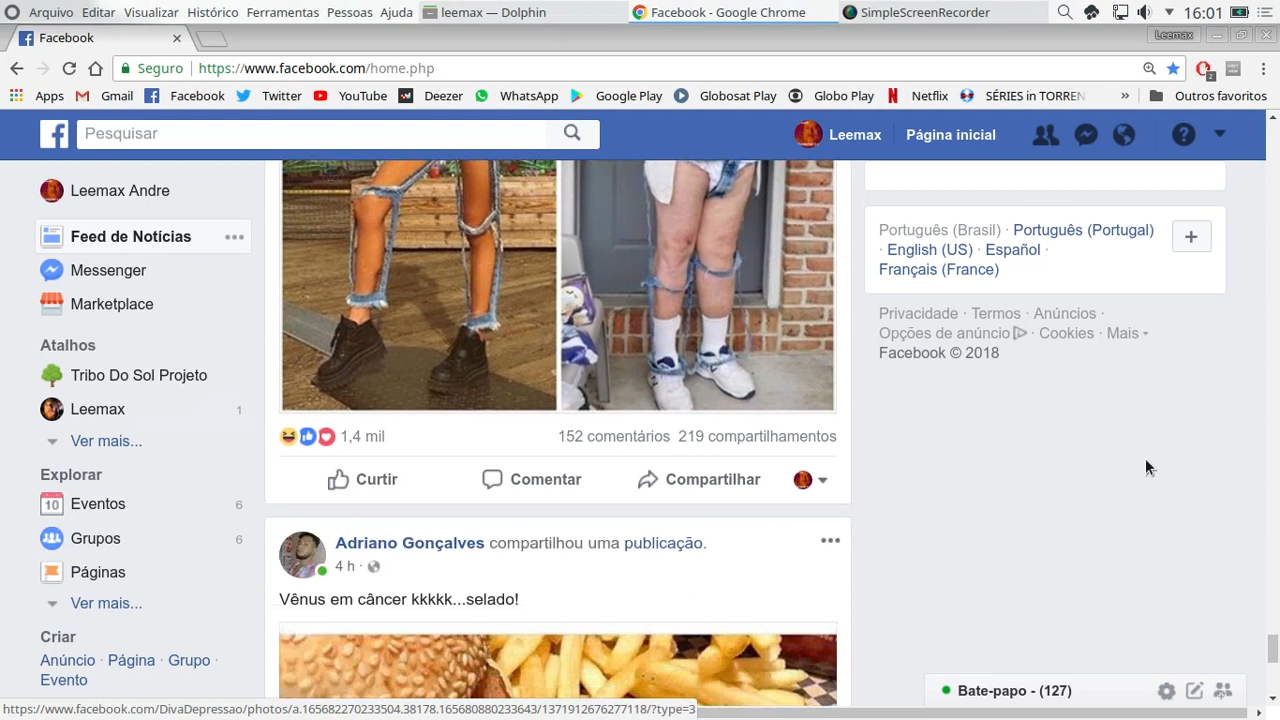 Arquivo Editar Visualizar Histórico Ferramentas Pessoas Ajuda leemax — Dolphin Facebook - Google Chrome SimpleScreenRecorder 16:01
Facebook Leemax
Seguro https://www.facebook.com/home.php 2
Apps Gmail Facebook Twitter YouTube Deezer WhatsApp Google Play Globosat Play Globo Play Netflix SÉRIES in TORREN » Outros favoritos
Pesquisar Leemax Página inicial
Leemax Andre
Feed de Notícias
Messenger
Marketplace
Atalhos
Tribo Do Sol Projeto
Leemax 1
Ver mais...
Explorar
10 Eventos 6
Grupos 6
Páginas
Ver mais...
Criar
Anúncio · Página · Grupo ·
Evento
1,4 mil 152 comentários 219 compartilhamentos
Curtir Comentar Compartilhar
Adriano Gonçalves compartilhou uma publicação.
4 h ·
Vênus em câncer kkkkk...selado!
Português (Brasil) · Português (Portugal)
· English (US) · Español ·
Français (France)
Privacidade · Termos · Anúncios ·
Opções de anúncio · Cookies · Mais
Facebook © 2018
Bate-papo - (127)
https://www.facebook.com/DivaDepressao/photos/a.165682270233504.38178.165680880233643/1371912676277118/?type=3